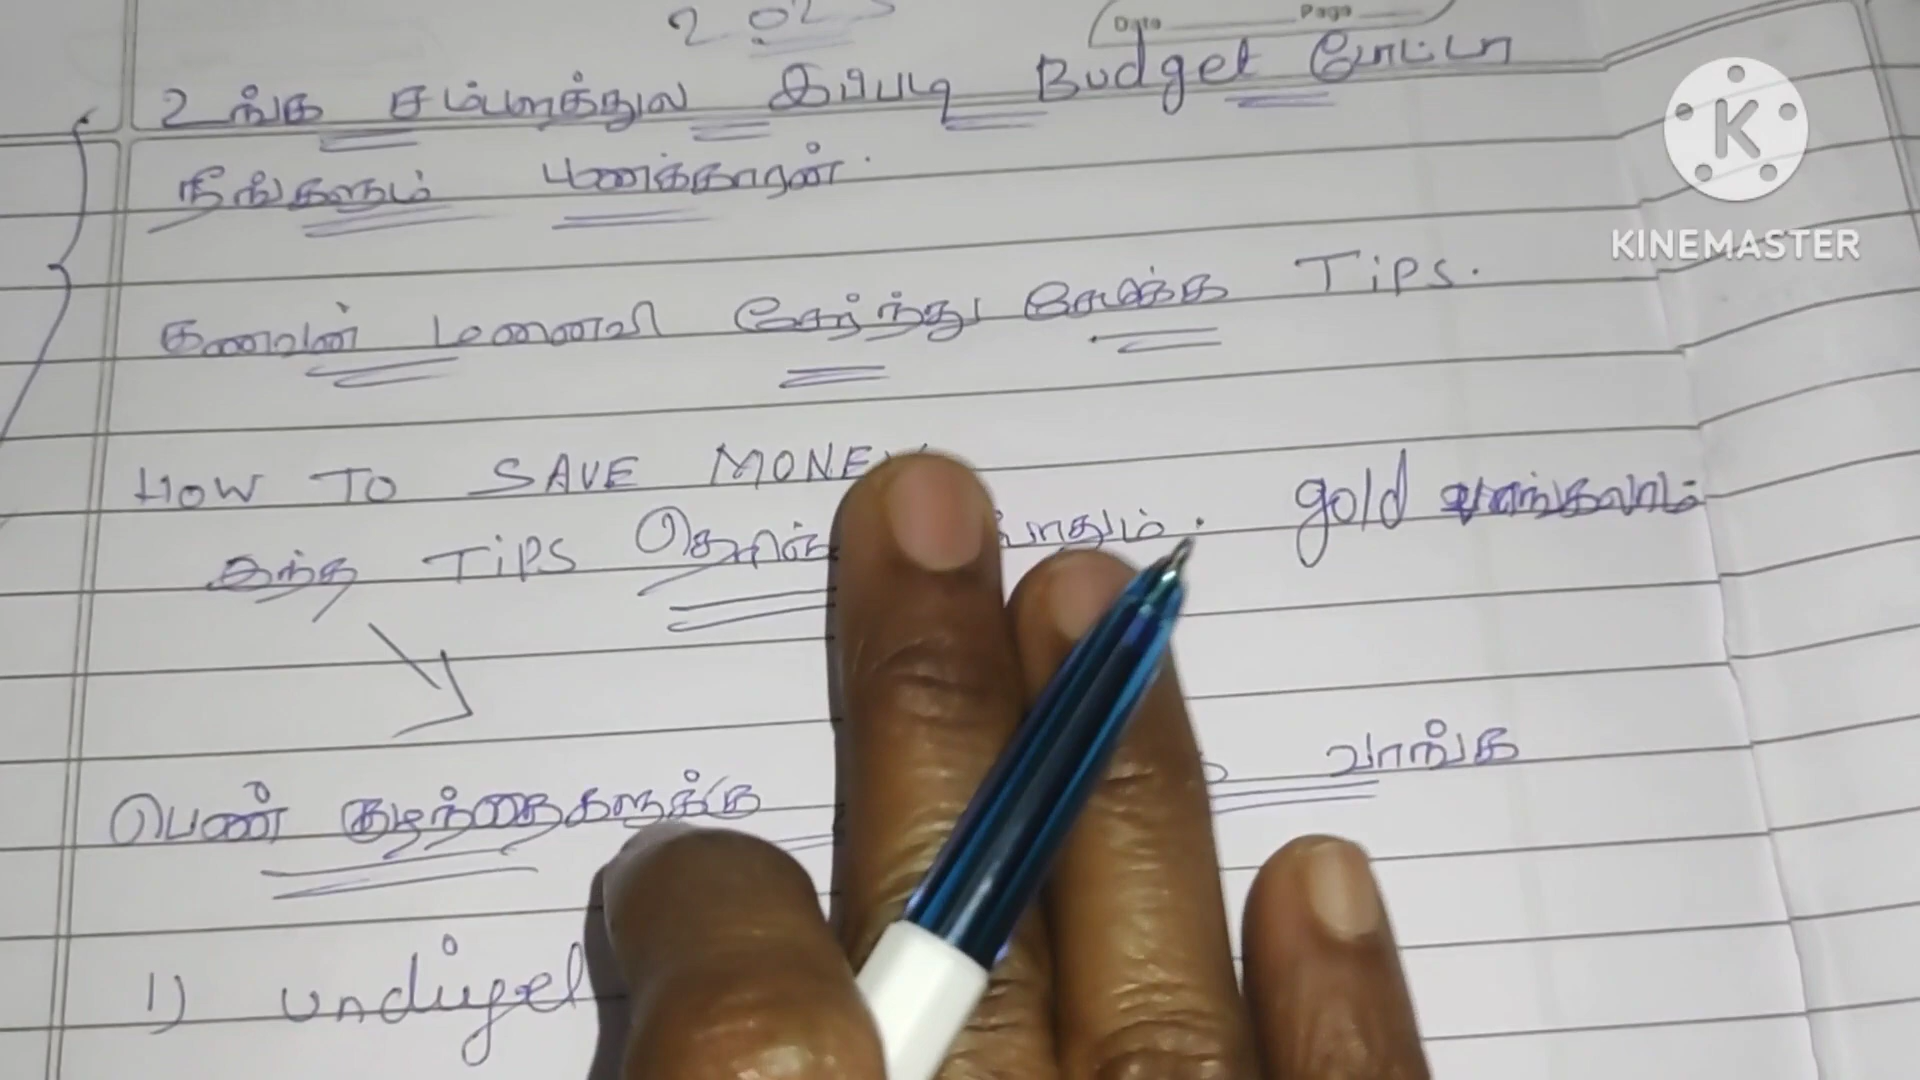 2025
Date Page
உங்க சம்பளத்துல இப்படி Budget போட்டா
நீங்களும் பணக்காரன்.
கணவன் மனைவி சேர்ந்து சேமிக்க Tips.
HOW TO SAVE MONEY
இந்த TIPS போதும். gold வாங்கலாம்
பெண் குழந்தைகளுக்கு வாங்க
1) undiyel
K
KINEMASTER